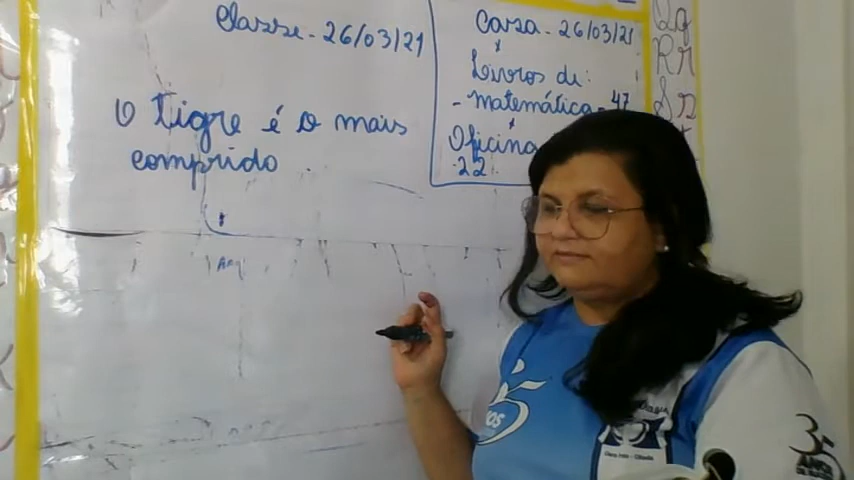 Classe. - 26/03/21
O Tigre é o mais
comprido
Casa - 26/03/21
Livros de:
- matemática - 47
Oficina
22